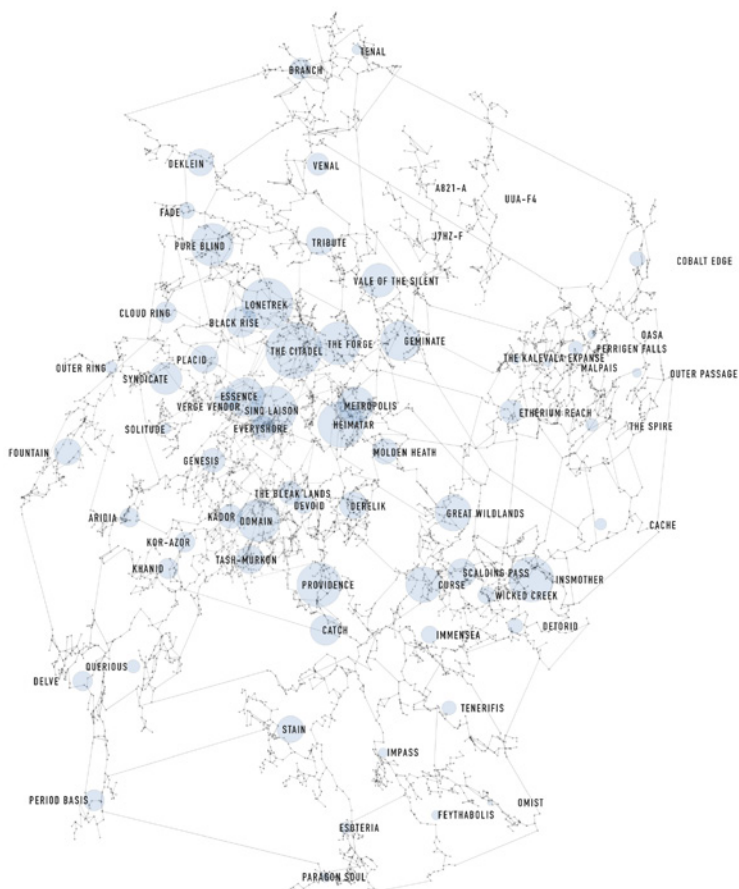 TENAL
BRANCH
DEKLEIN
VENAL
A821-A
UUA-F4
FADE
J7HZ-F
PURE BLIND
TRIBUTE
COBALT EDGE
VALE OF THE SILENT
LONETREK
CLOUD RING
BLACK RISE
OASA
THE FORGE
GEMINATE
THE CITADEL
PERRIGEN FALLS
THE KALEVALA EXPANSE
PLACID
OUTER RING
MALPAIS
OUTER PASSAGE
SYNDICATE
ESSENCE
VERGE VENDOR
METROPOLIS
SINQ LAISON
ETHERIUM REACH
SOLITUDE
EVERYSHORE
HEIMATAR
THE SPIRE
FOUNTAIN
GENESIS
MOLDEN HEATH
THE BLEAK LANDS
DEVOID
DERELIK
ARIDIA
KADOR
DOMAIN
GREAT WILDLANDS
CACHE
KOR-AZOR
TASH-MURKON
KHANID
SCALDING PASS
INSMOTHER
PROVIDENCE
CURSE
WICKED CREEK
CATCH
IMMENSEA
DETORID
QUERIOUS
DELVE
TENERIFIS
STAIN
IMPASS
PERIOD BASIS
OMIST
FEYTHABOLIS
ESOTERIA
PARAGON SOUL